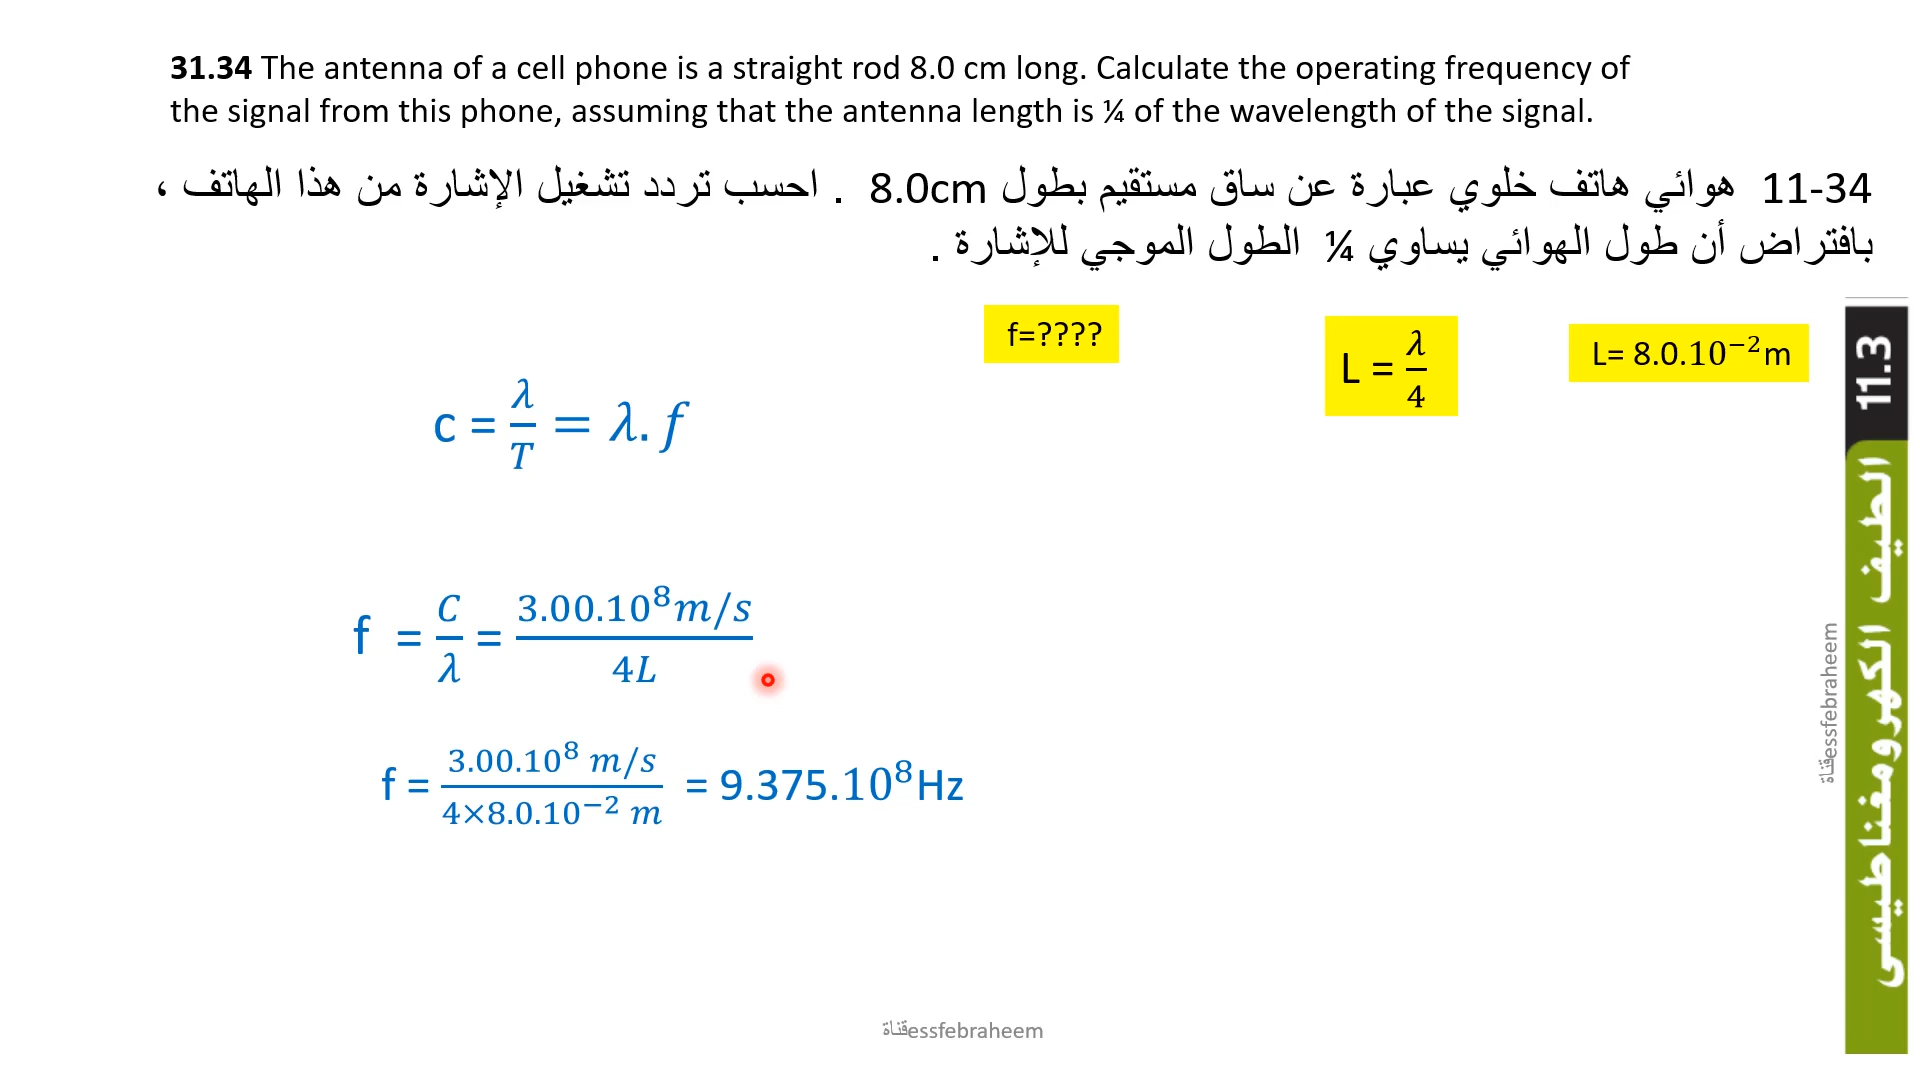 31.34 The antenna of a cell phone is a straight rod 8.0 cm long. Calculate the operating frequency of
the signal from this phone, assuming that the antenna length is ¼ of the wavelength of the signal.
11-34 هوائي هاتف خلوي عبارة عن ساق مستقيم بطول 8.0cm . احسب تردد تشغيل الإشارة من هذا الهاتف ،
بافتراض أن طول الهوائي يساوي ¼ الطول الموجي للإشارة .
f=????
L = λ/4
L= 8.0.10⁻²m
c = λ/T = λ.f
f = C/λ = 3.00.10⁸m/s / 4L
f = 3.00.10⁸ m/s / 4×8.0.10⁻² m = 9.375.10⁸Hz
11.3 الطيف الكهرومغناطيسى
قناةessfebraheem
قناةessfebraheem